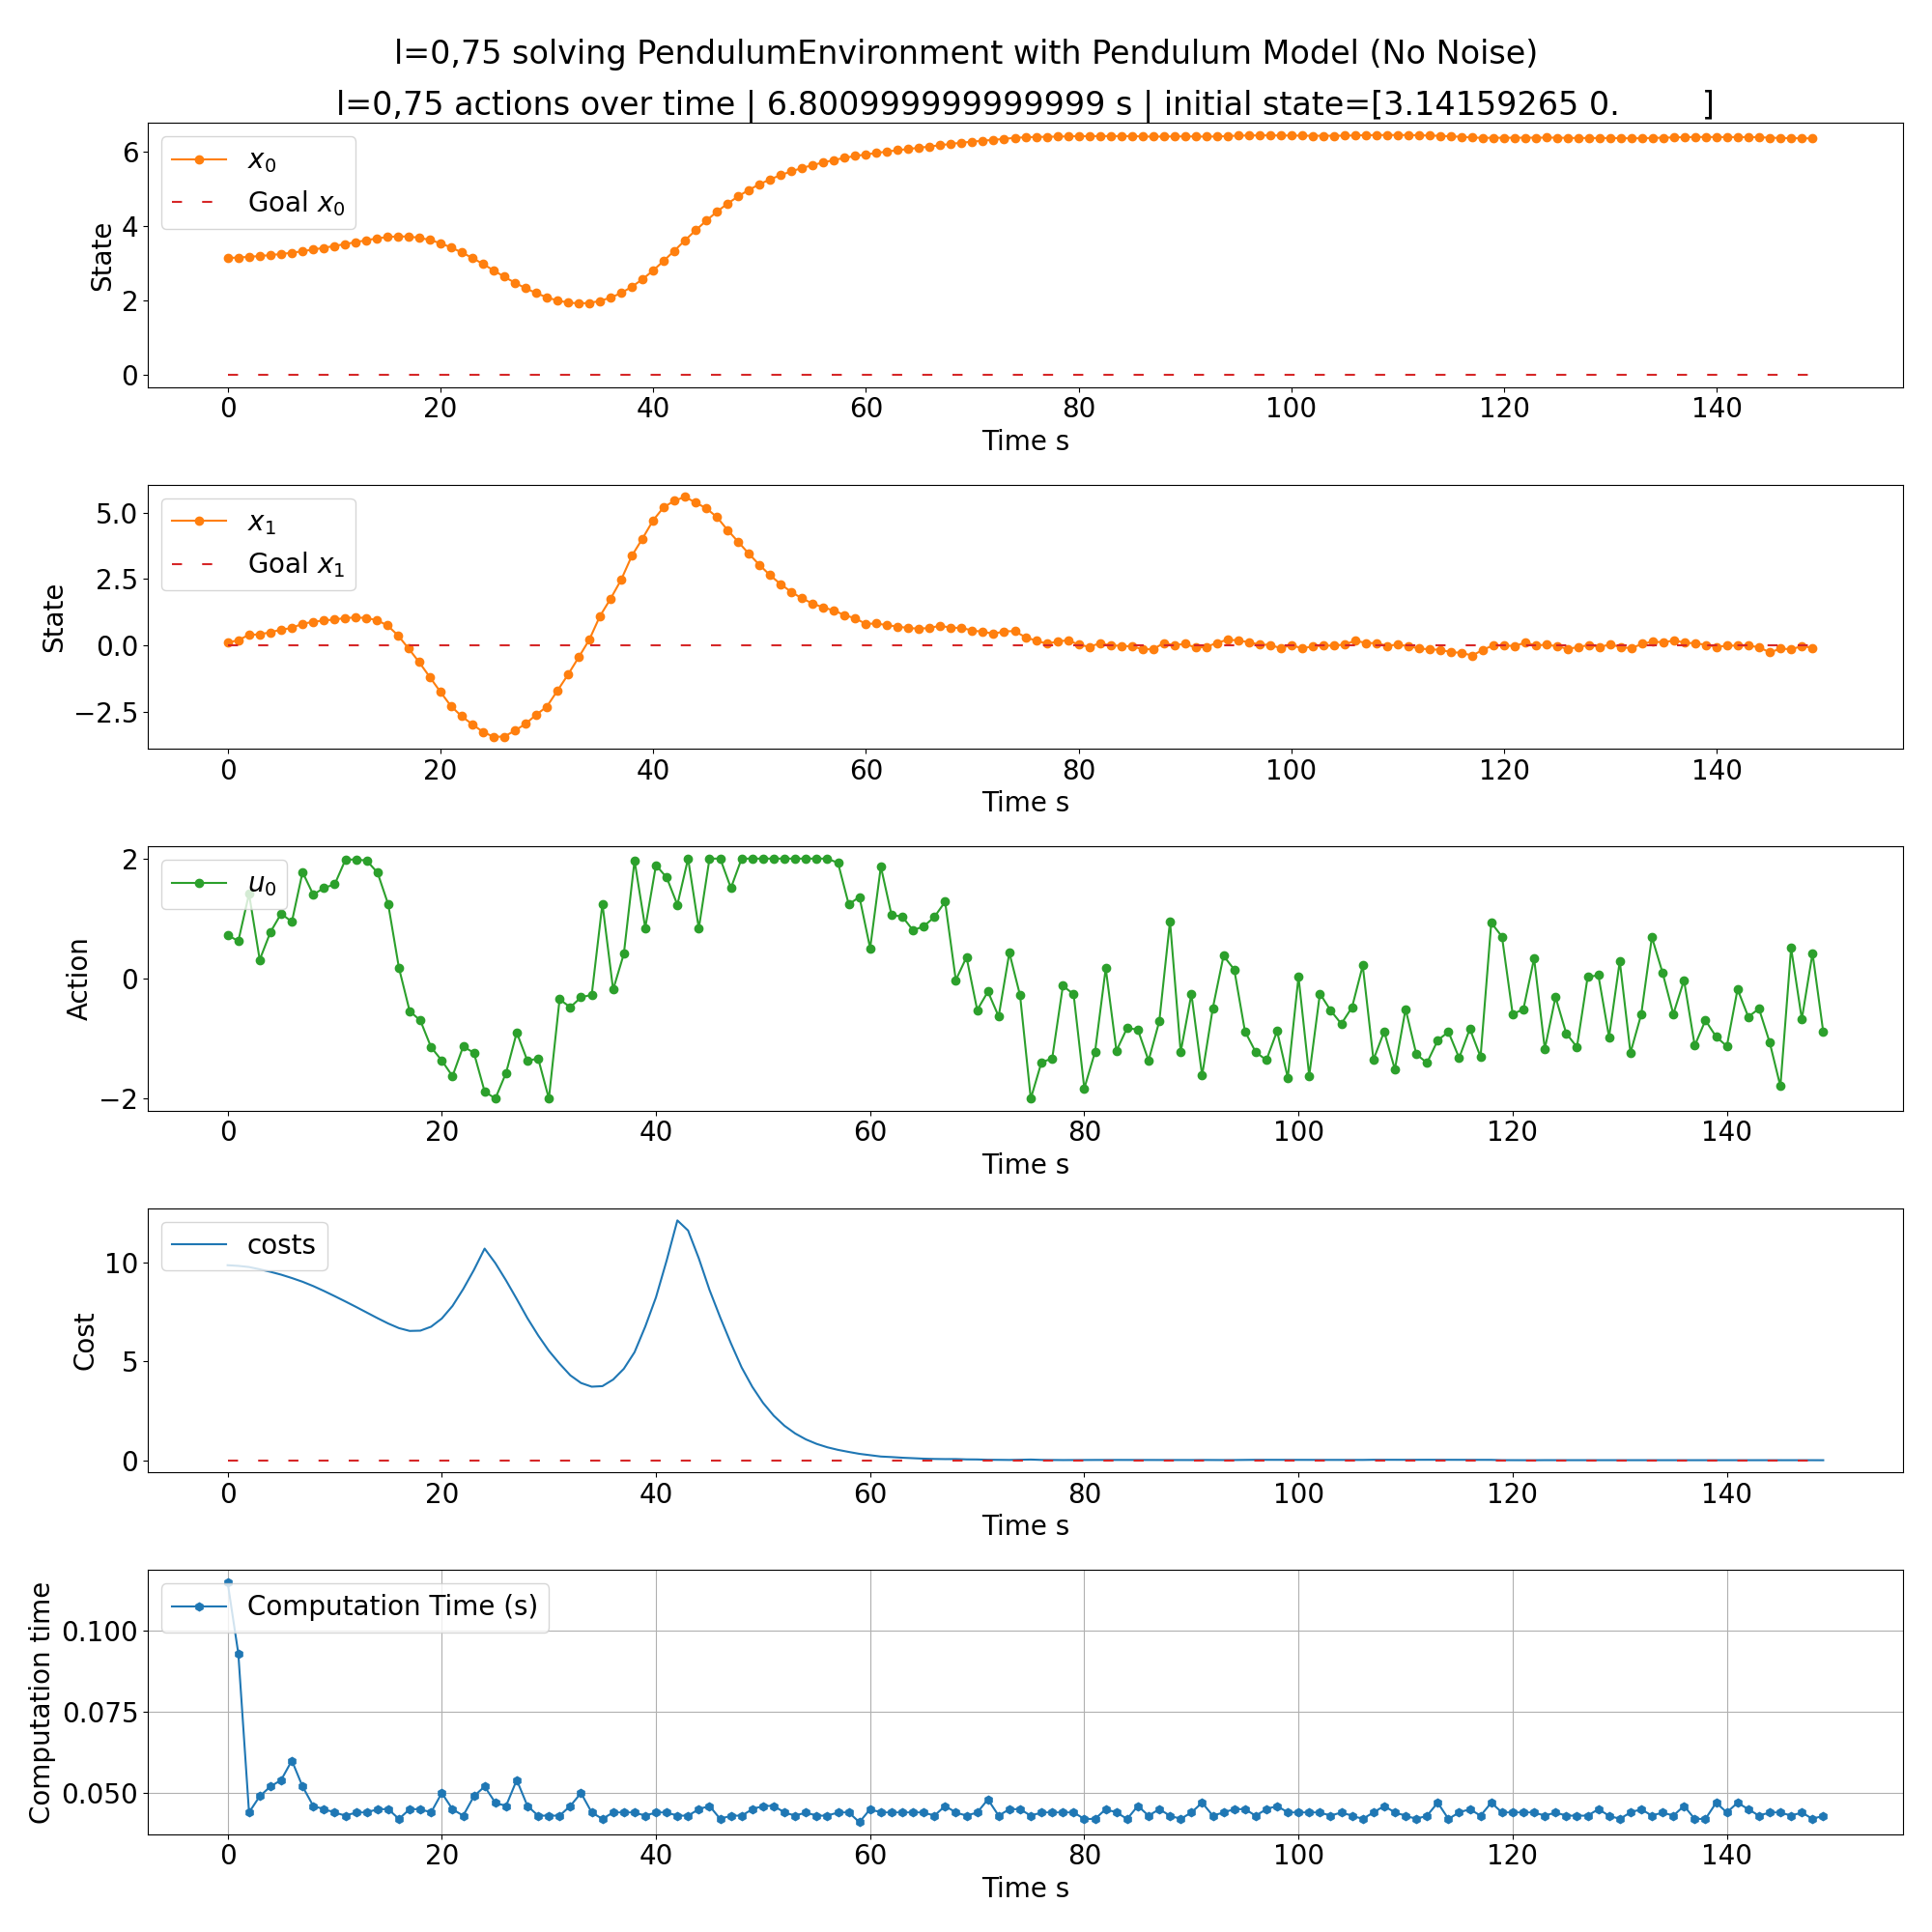 l=0,75 solving PendulumEnvironment with Pendulum Model (No Noise)
l=0,75 actions over time | 6.800999999999999 s | initial state=[3.14159265 0.         ]
6
4
2
0
State
x₀
Goal x₀
0 20 40 60 80 100 120 140
Time s
5.0
2.5
0.0
−2.5
State
x₁
Goal x₁
0 20 40 60 80 100 120 140
Time s
2
0
−2
Action
u₀
0 20 40 60 80 100 120 140
Time s
10
5
0
Cost
costs
0 20 40 60 80 100 120 140
Time s
0.100
0.075
0.050
Computation time
Computation Time (s)
0 20 40 60 80 100 120 140
Time s